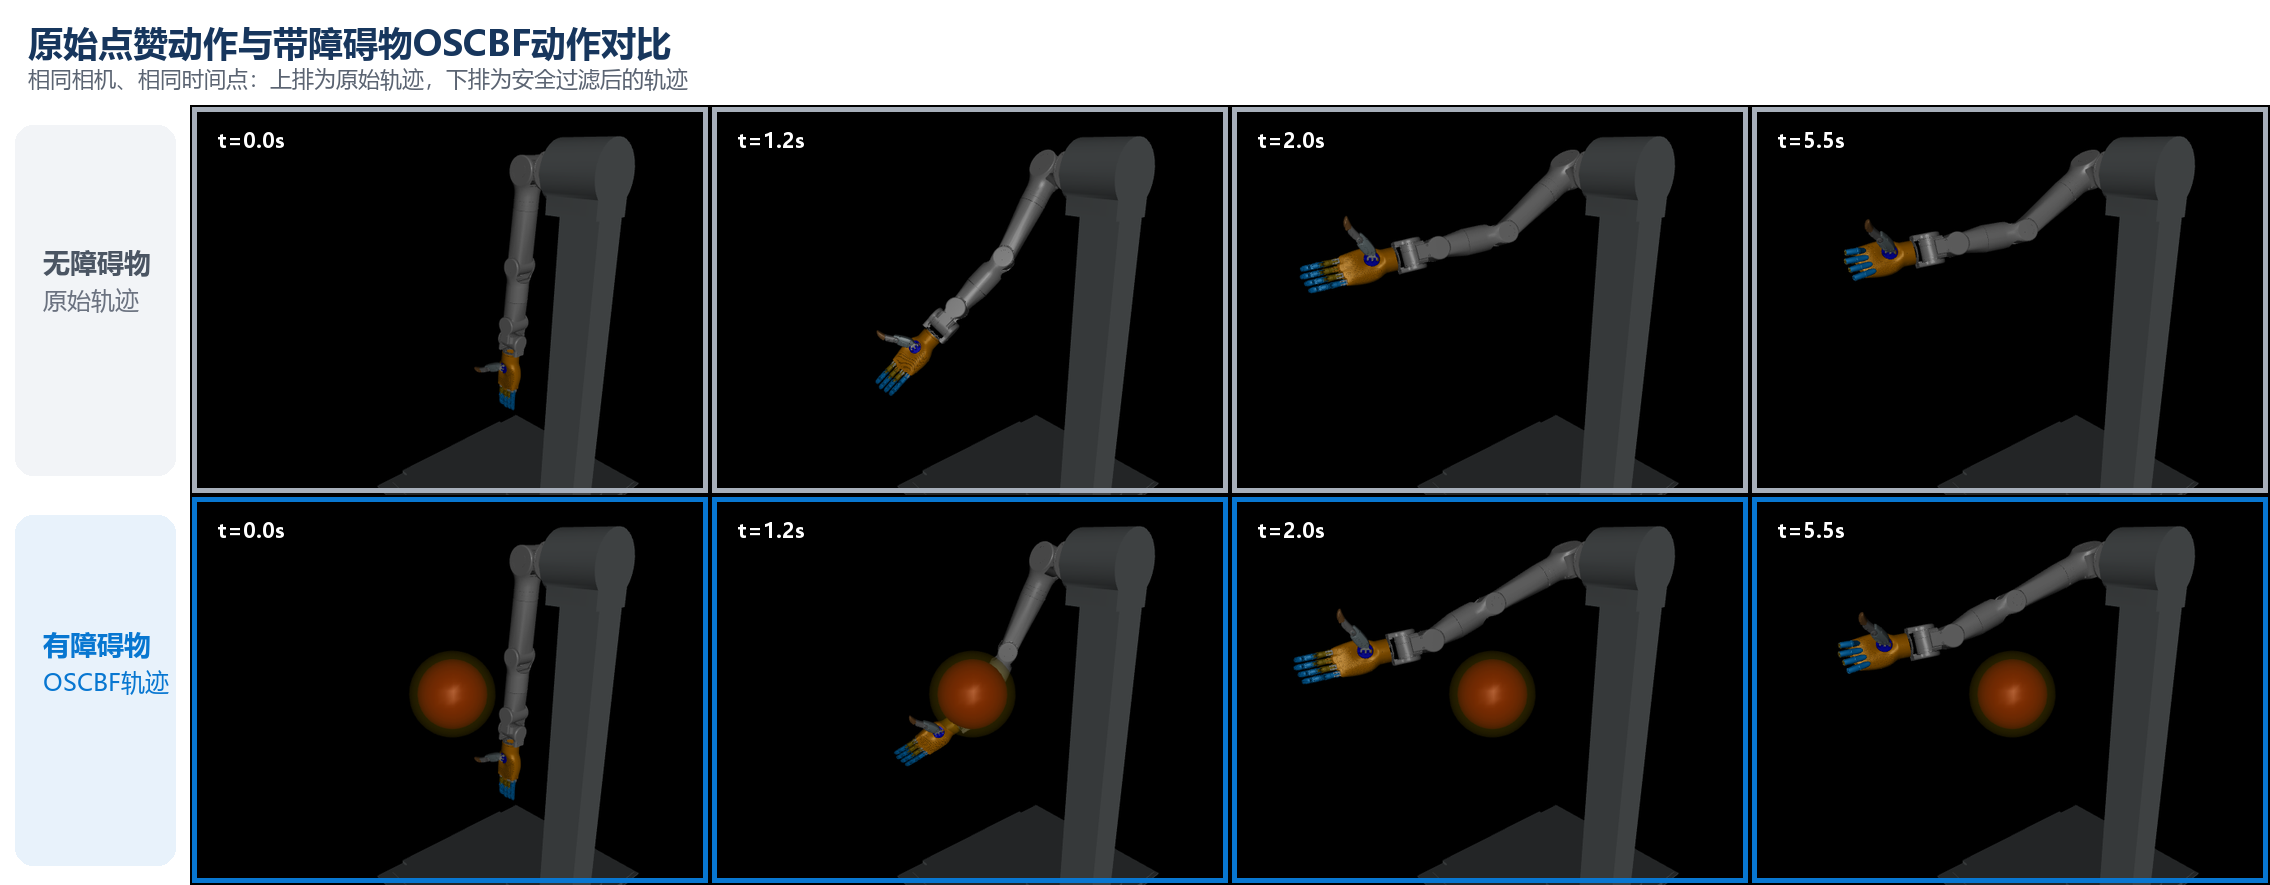 原始点赞动作与带障碍物OSCBF动作对比
相同相机、相同时间点：上排为原始轨迹，下排为安全过滤后的轨迹
无障碍物
原始轨迹
t=0.0s
t=1.2s
t=2.0s
t=5.5s
有障碍物
OSCBF轨迹
t=0.0s
t=1.2s
t=2.0s
t=5.5s